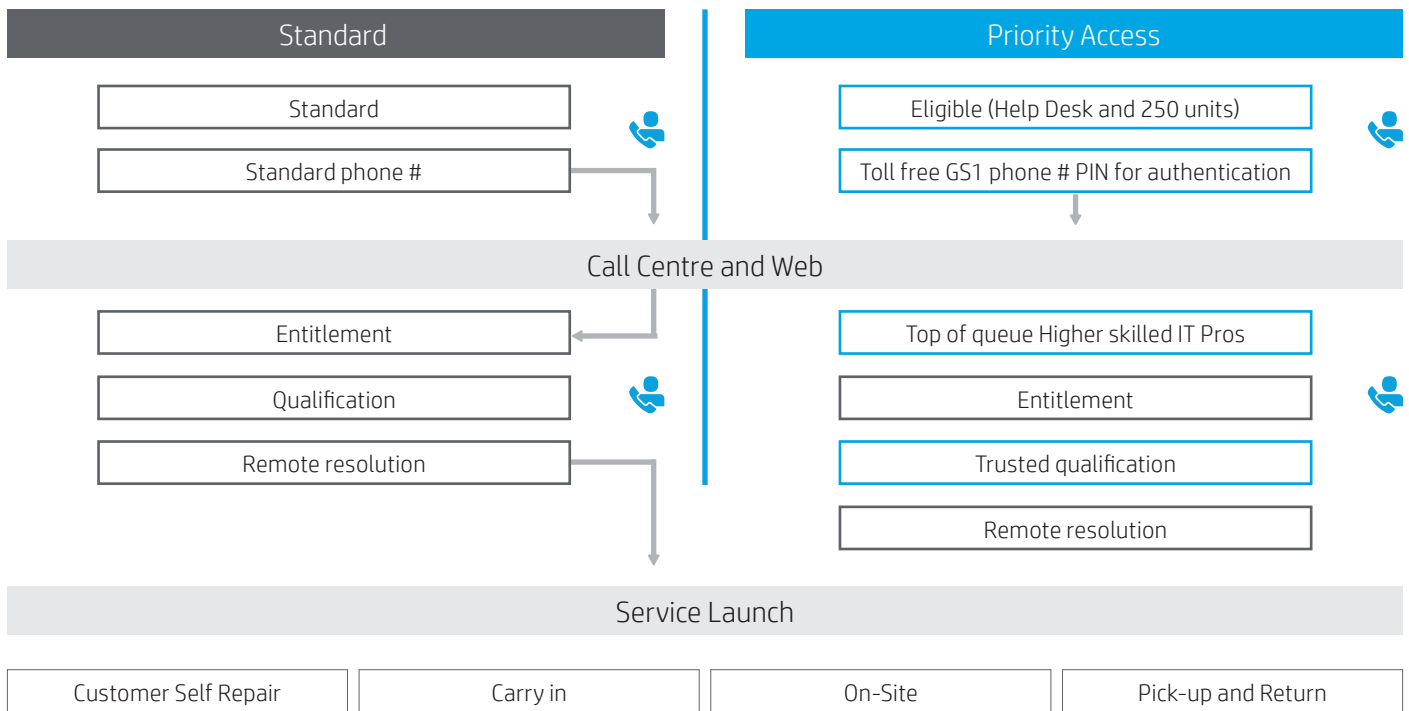 Standard
Priority Access
Standard
Eligible (Help Desk and 250 units)
Standard phone #
Toll free GS1 phone # PIN for authentication
Call Centre and Web
Entitlement
Top of queue Higher skilled IT Pros
Qualification
Entitlement
Remote resolution
Trusted qualification
Remote resolution
Service Launch
Customer Self Repair
Carry in
On-Site
Pick-up and Return